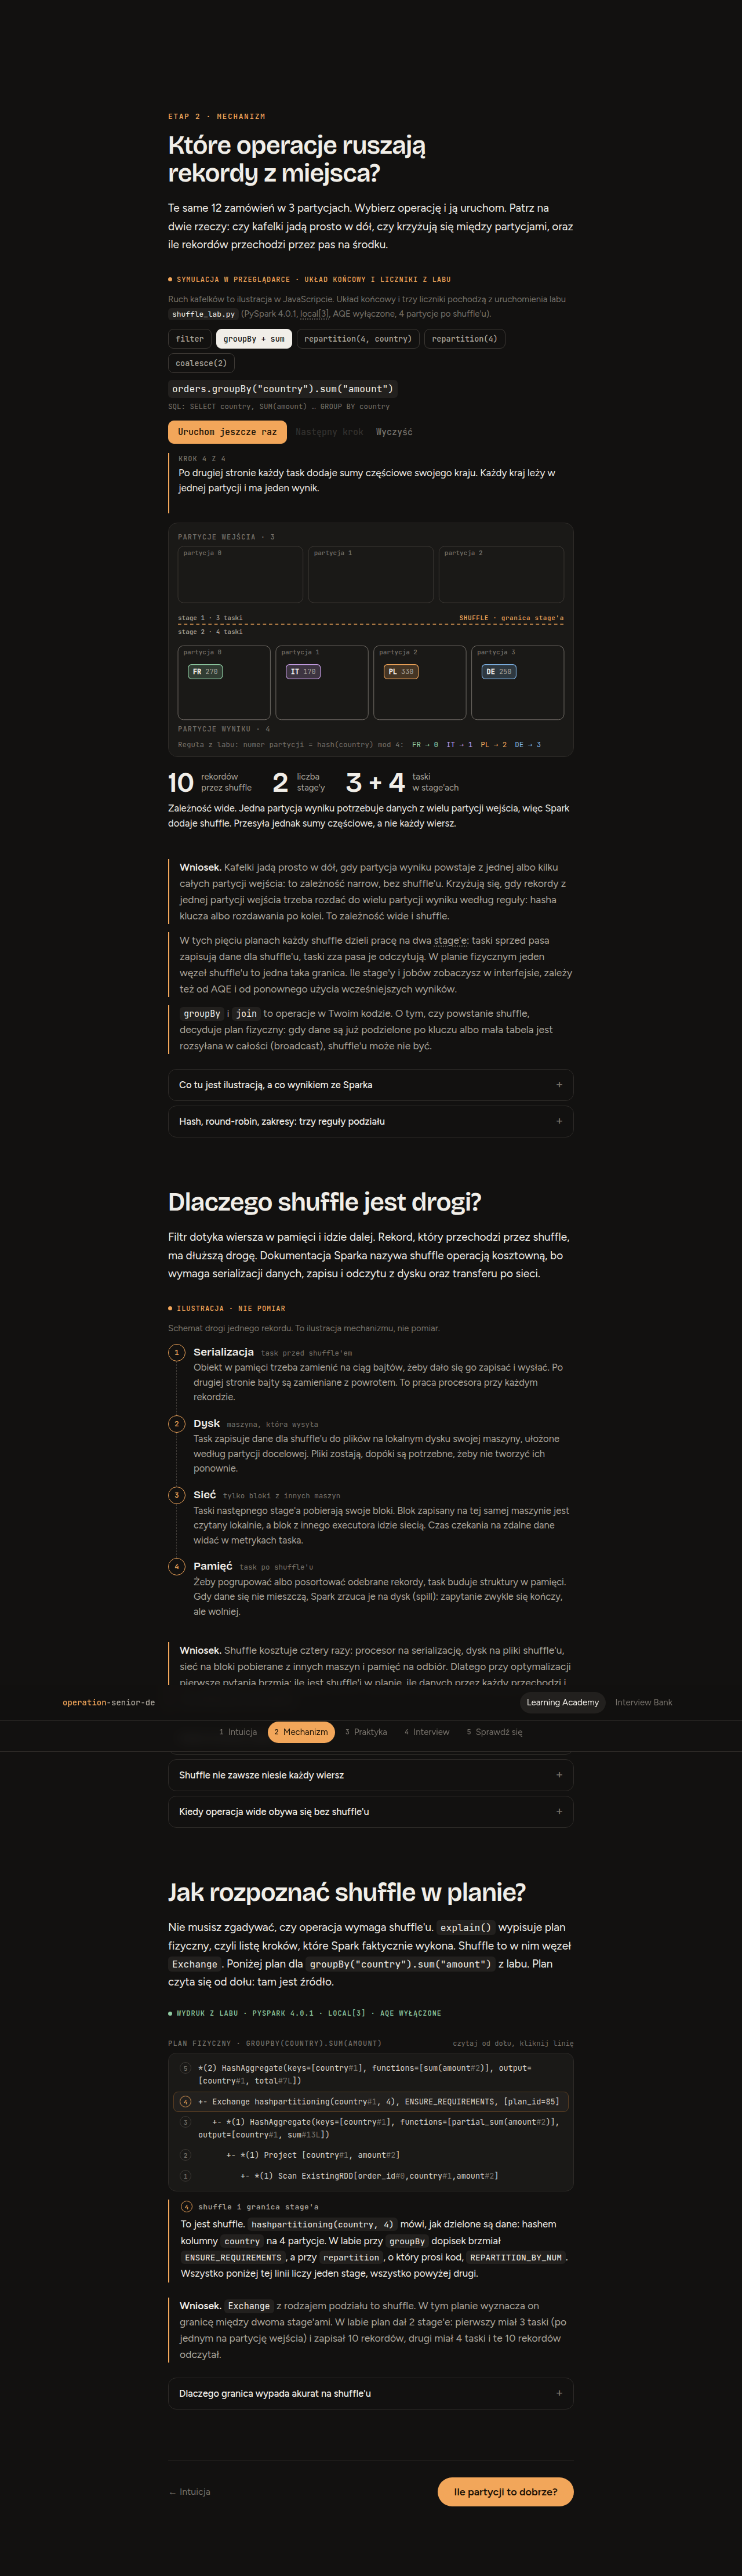 ETAP 2 · MECHANIZM
Które operacje ruszają
rekordy z miejsca?
Te same 12 zamówień w 3 partycjach. Wybierz operację i ją uruchom. Patrz na
dwie rzeczy: czy kafelki jadą prosto w dół, czy krzyżują się między partycjami, oraz
ile rekordów przechodzi przez pas na środku.
SYMULACJA W PRZEGLĄDARCE · UKŁAD KOŃCOWY I LICZNIKI Z LABU
Ruch kafelków to ilustracja w JavaScripcie. Układ końcowy i trzy liczniki pochodzą z uruchomienia labu
shuffle_lab.py (PySpark 4.0.1, local[3], AQE wyłączone, 4 partycje po shuffle'u).
filter groupBy + sum repartition(4, country) repartition(4)
coalesce(2)
orders.groupBy("country").sum("amount")
SQL: SELECT country, SUM(amount) … GROUP BY country
Uruchom jeszcze raz Następny krok Wyczyść
KROK 4 Z 4
Po drugiej stronie każdy task dodaje sumy częściowe swojego kraju. Każdy kraj leży w
jednej partycji i ma jeden wynik.
PARTYCJE WEJŚCIA · 3
partycja 0 partycja 1 partycja 2
stage 1 · 3 taski SHUFFLE · granica stage'a
stage 2 · 4 taski
partycja 0 partycja 1 partycja 2 partycja 3
FR 270 IT 170 PL 330 DE 250
PARTYCJE WYNIKU · 4
Reguła z labu: numer partycji = hash(country) mod 4: FR → 0 IT → 1 PL → 2 DE → 3
10 rekordów przez shuffle 2 liczba stage'y 3 + 4 taski w stage'ach
Zależność wide. Jedna partycja wyniku potrzebuje danych z wielu partycji wejścia, więc Spark
dodaje shuffle. Przesyła jednak sumy częściowe, a nie każdy wiersz.
Wniosek. Kafelki jadą prosto w dół, gdy partycja wyniku powstaje z jednej albo kilku
całych partycji wejścia: to zależność narrow, bez shuffle'u. Krzyżują się, gdy rekordy z
jednej partycji wejścia trzeba rozdać do wielu partycji wyniku według reguły: hasha
klucza albo rozdawania po kolei. To zależność wide i shuffle.
W tych pięciu planach każdy shuffle dzieli pracę na dwa stage'e: taski sprzed pasa
zapisują dane dla shuffle'u, taski zza pasa je odczytują. W planie fizycznym jeden
węzeł shuffle'u to jedna taka granica. Ile stage'y i jobów zobaczysz w interfejsie, zależy
też od AQE i od ponownego użycia wcześniejszych wyników.
groupBy i join to operacje w Twoim kodzie. O tym, czy powstanie shuffle,
decyduje plan fizyczny: gdy dane są już podzielone po kluczu albo mała tabela jest
rozsyłana w całości (broadcast), shuffle'u może nie być.
Co tu jest ilustracją, a co wynikiem ze Sparka +
Hash, round-robin, zakresy: trzy reguły podziału +
Dlaczego shuffle jest drogi?
Filtr dotyka wiersza w pamięci i idzie dalej. Rekord, który przechodzi przez shuffle,
ma dłuższą drogę. Dokumentacja Sparka nazywa shuffle operacją kosztowną, bo
wymaga serializacji danych, zapisu i odczytu z dysku oraz transferu po sieci.
ILUSTRACJA · NIE POMIAR
Schemat drogi jednego rekordu. To ilustracja mechanizmu, nie pomiar.
1 Serializacja task przed shuffle'em
Obiekt w pamięci trzeba zamienić na ciąg bajtów, żeby dało się go zapisać i wysłać. Po
drugiej stronie bajty są zamieniane z powrotem. To praca procesora przy każdym
rekordzie.
2 Dysk maszyna, która wysyła
Task zapisuje dane dla shuffle'u do plików na lokalnym dysku swojej maszyny, ułożone
według partycji docelowej. Pliki zostają, dopóki są potrzebne, żeby nie tworzyć ich
ponownie.
3 Sieć tylko bloki z innych maszyn
Taski następnego stage'a pobierają swoje bloki. Blok zapisany na tej samej maszynie jest
czytany lokalnie, a blok z innego executora idzie siecią. Czas czekania na zdalne dane
widać w metrykach taska.
4 Pamięć task po shuffle'u
Żeby pogrupować albo posortować odebrane rekordy, task buduje struktury w pamięci.
Gdy dane się nie mieszczą, Spark zrzuca je na dysk (spill): zapytanie zwykle się kończy,
ale wolniej.
Wniosek. Shuffle kosztuje cztery razy: procesor na serializację, dysk na pliki shuffle'u,
sieć na bloki pobierane z innych maszyn i pamięć na odbiór. Dlatego przy optymalizacji
pierwsze pytania brzmią: ile jest shuffle'i w planie, ile danych przez każdy przechodzi i
operation-senior-de Learning Academy Interview Bank
1 Intuicja 2 Mechanizm 3 Praktyka 4 Interview 5 Sprawdź się
Shuffle nie zawsze niesie każdy wiersz +
Kiedy operacja wide obywa się bez shuffle'u +
Jak rozpoznać shuffle w planie?
Nie musisz zgadywać, czy operacja wymaga shuffle'u. explain() wypisuje plan
fizyczny, czyli listę kroków, które Spark faktycznie wykona. Shuffle to w nim węzeł
Exchange. Poniżej plan dla groupBy("country").sum("amount") z labu. Plan
czyta się od dołu: tam jest źródło.
WYDRUK Z LABU · PYSPARK 4.0.1 · LOCAL[3] · AQE WYŁĄCZONE
PLAN FIZYCZNY · GROUPBY(COUNTRY).SUM(AMOUNT) czytaj od dołu, kliknij linię
5 *(2) HashAggregate(keys=[country#1], functions=[sum(amount#2)], output=
[country#1, total#7L])
4 +- Exchange hashpartitioning(country#1, 4), ENSURE_REQUIREMENTS, [plan_id=85]
3 +- *(1) HashAggregate(keys=[country#1], functions=[partial_sum(amount#2)],
output=[country#1, sum#13L])
2 +- *(1) Project [country#1, amount#2]
1 +- *(1) Scan ExistingRDD[order_id#0,country#1,amount#2]
4 shuffle i granica stage'a
To jest shuffle. hashpartitioning(country, 4) mówi, jak dzielone są dane: hashem
kolumny country na 4 partycje. W labie przy groupBy dopisek brzmiał
ENSURE_REQUIREMENTS, a przy repartition, o który prosi kod, REPARTITION_BY_NUM.
Wszystko poniżej tej linii liczy jeden stage, wszystko powyżej drugi.
Wniosek. Exchange z rodzajem podziału to shuffle. W tym planie wyznacza on
granicę między dwoma stage'ami. W labie plan dał 2 stage'e: pierwszy miał 3 taski (po
jednym na partycję wejścia) i zapisał 10 rekordów, drugi miał 4 taski i te 10 rekordów
odczytał.
Dlaczego granica wypada akurat na shuffle'u +
← Intuicja Ile partycji to dobrze?